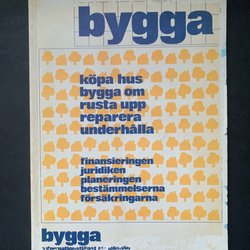 bygga
köpa hus
bygga om
rusta upp
reparera
underhålla
finansieringen
juridiken
planeringen
bestämmelserna
försäkringarna
bygga